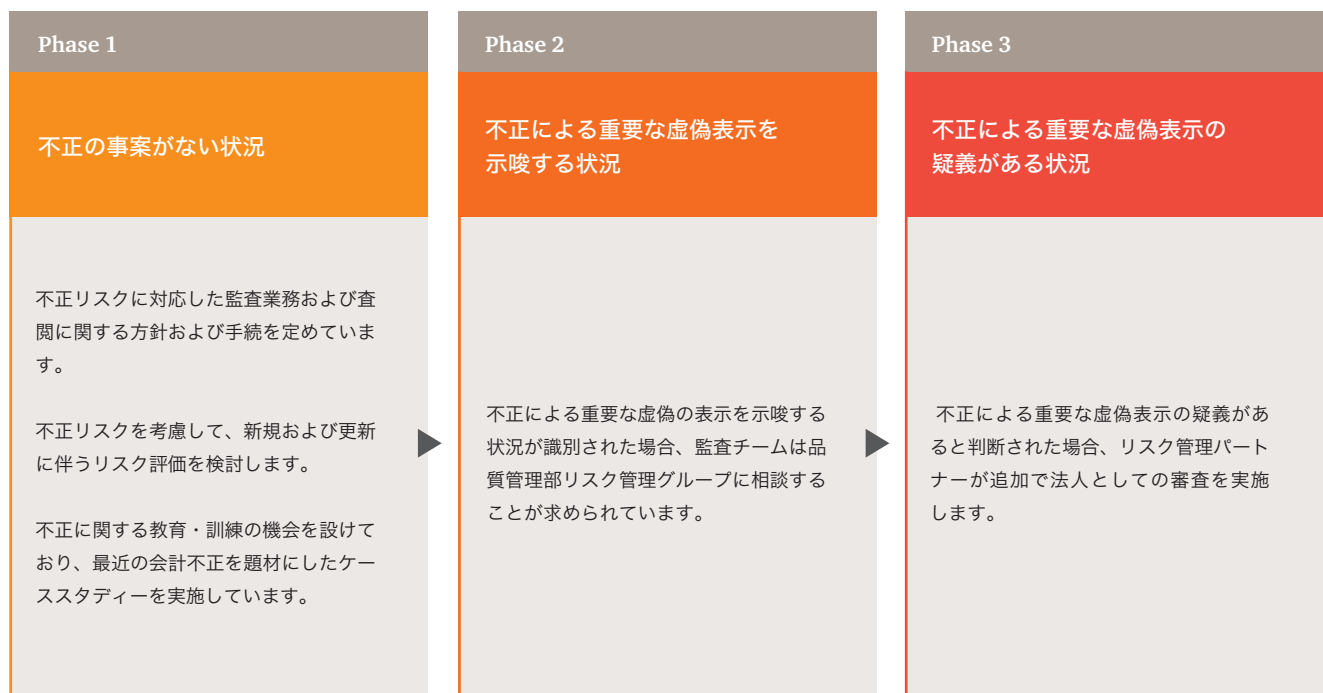 Phase 1
不正の事案がない状況
不正リスクに対応した監査業務および査
閲に関する方針および手続を定めていま
す。
不正リスクを考慮して、新規および更新
に伴うリスク評価を検討します。
不正に関する教育・訓練の機会を設けて
おり、最近の会計不正を題材にしたケー
ススタディーを実施しています。
Phase 2
不正による重要な虚偽表示を
示唆する状況
不正による重要な虚偽の表示を示唆する
状況が識別された場合、監査チームは品
質管理部リスク管理グループに相談する
ことが求められています。
Phase 3
不正による重要な虚偽表示の
疑義がある状況
不正による重要な虚偽表示の疑義があ
ると判断された場合、リスク管理パート
ナーが追加で法人としての審査を実施
します。